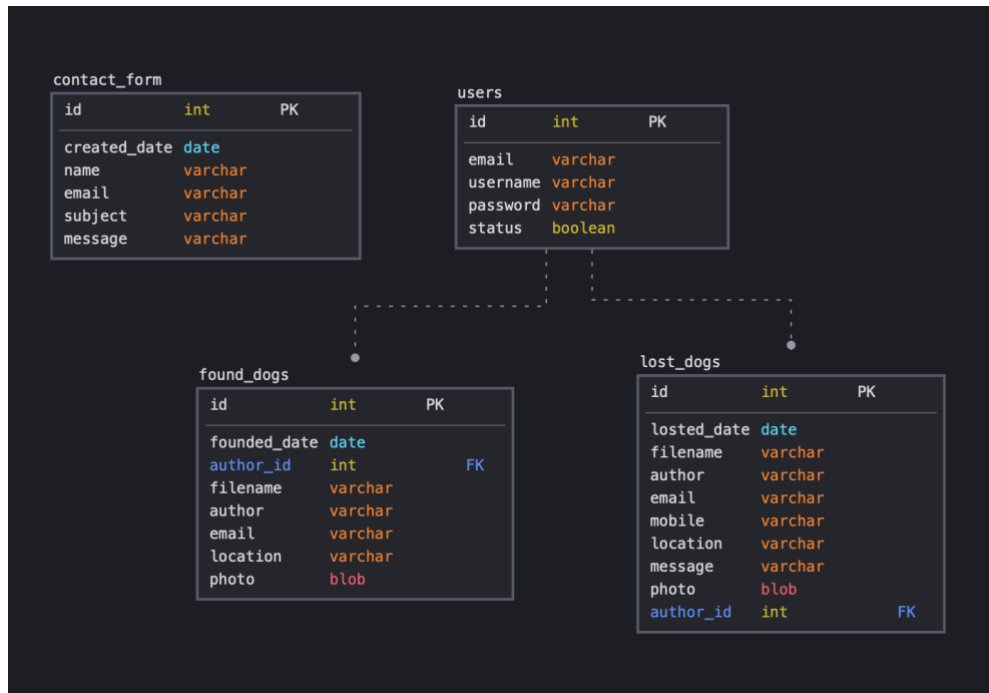 contact_form
id int PK
created_date date
name varchar
email varchar
subject varchar
message varchar
users
id int PK
email varchar
username varchar
password varchar
status boolean
found_dogs
id int PK
founded_date date
author_id int FK
filename varchar
author varchar
email varchar
location varchar
photo blob
lost_dogs
id int PK
losted_date date
filename varchar
author varchar
email varchar
mobile varchar
location varchar
message varchar
photo blob
author_id int FK